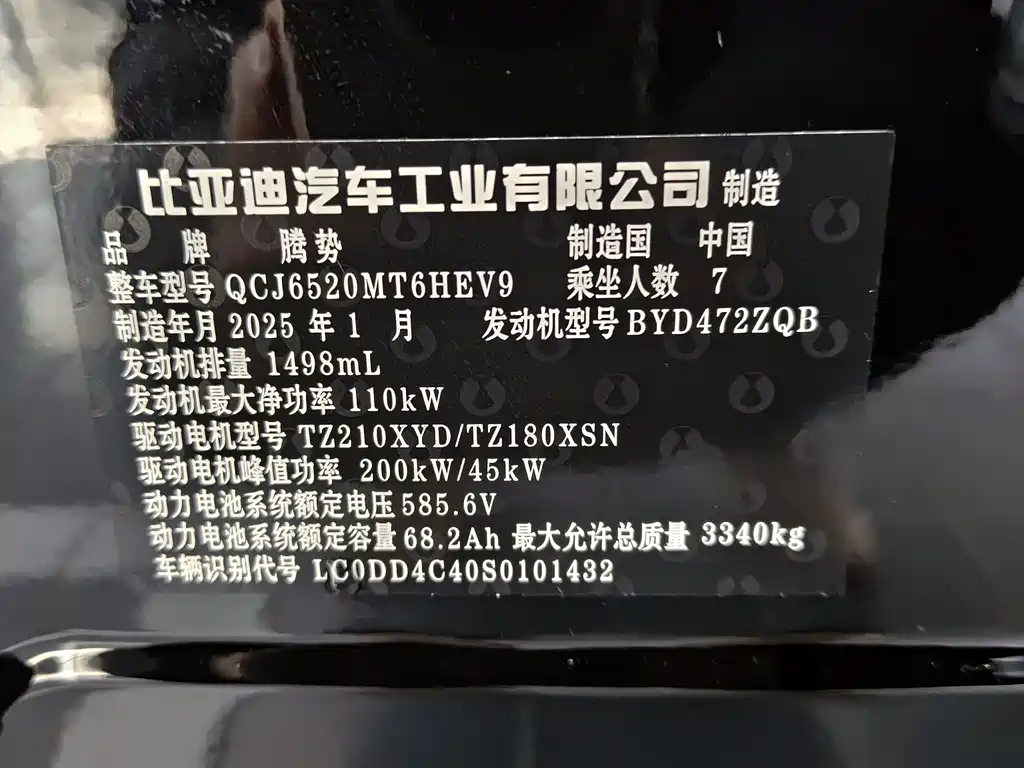 比亚迪汽车工业有限公司 制造
品 牌 腾势 制造国 中国
整车型号 QCJ6520MT6HEV9 乘坐人数 7
制造年月 2025 年 1 月 发动机型号 BYD472ZQB
发动机排量 1498mL
发动机最大净功率 110kW
驱动电机型号 TZ210XYD/TZ180XSN
驱动电机峰值功率 200kW/45kW
动力电池系统额定电压 585.6V
动力电池系统额定容量 68.2Ah 最大允许总质量 3340kg
车辆识别代号 LC0DD4C40S0101432